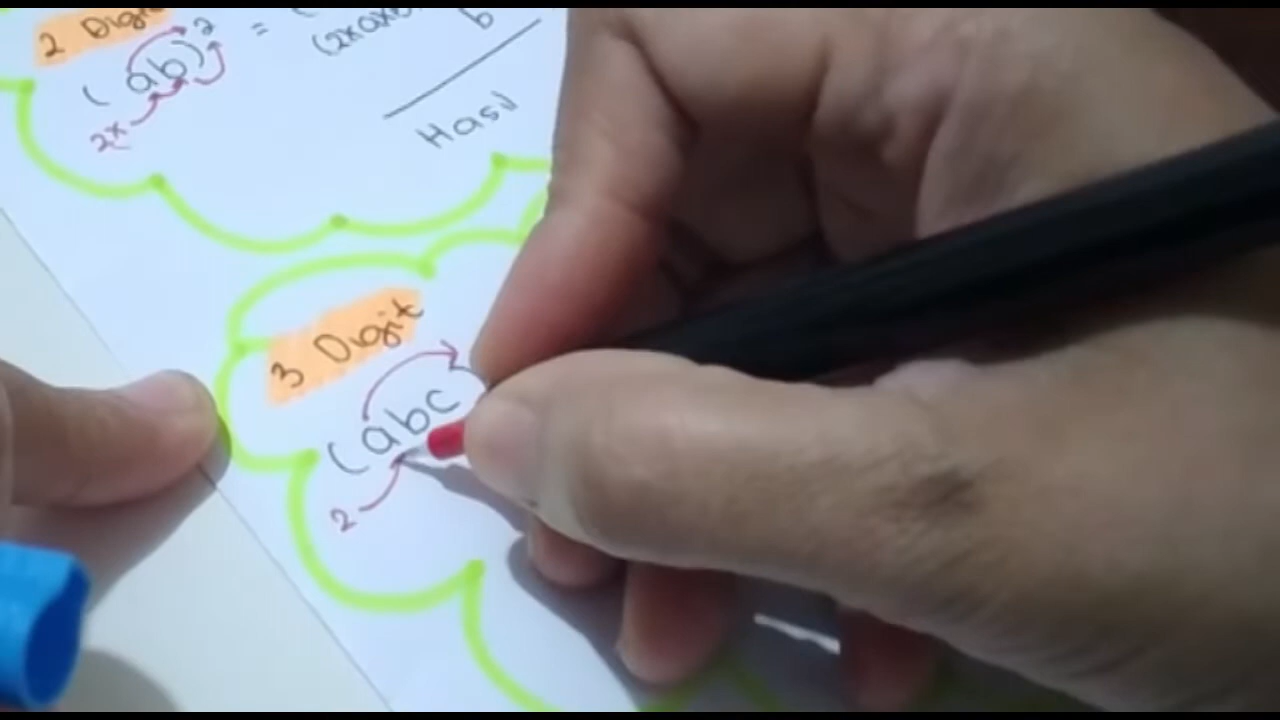 2 Digit
(ab)² =
(2xaxb
b
2x
Hasil
3 Digit
(abc
2